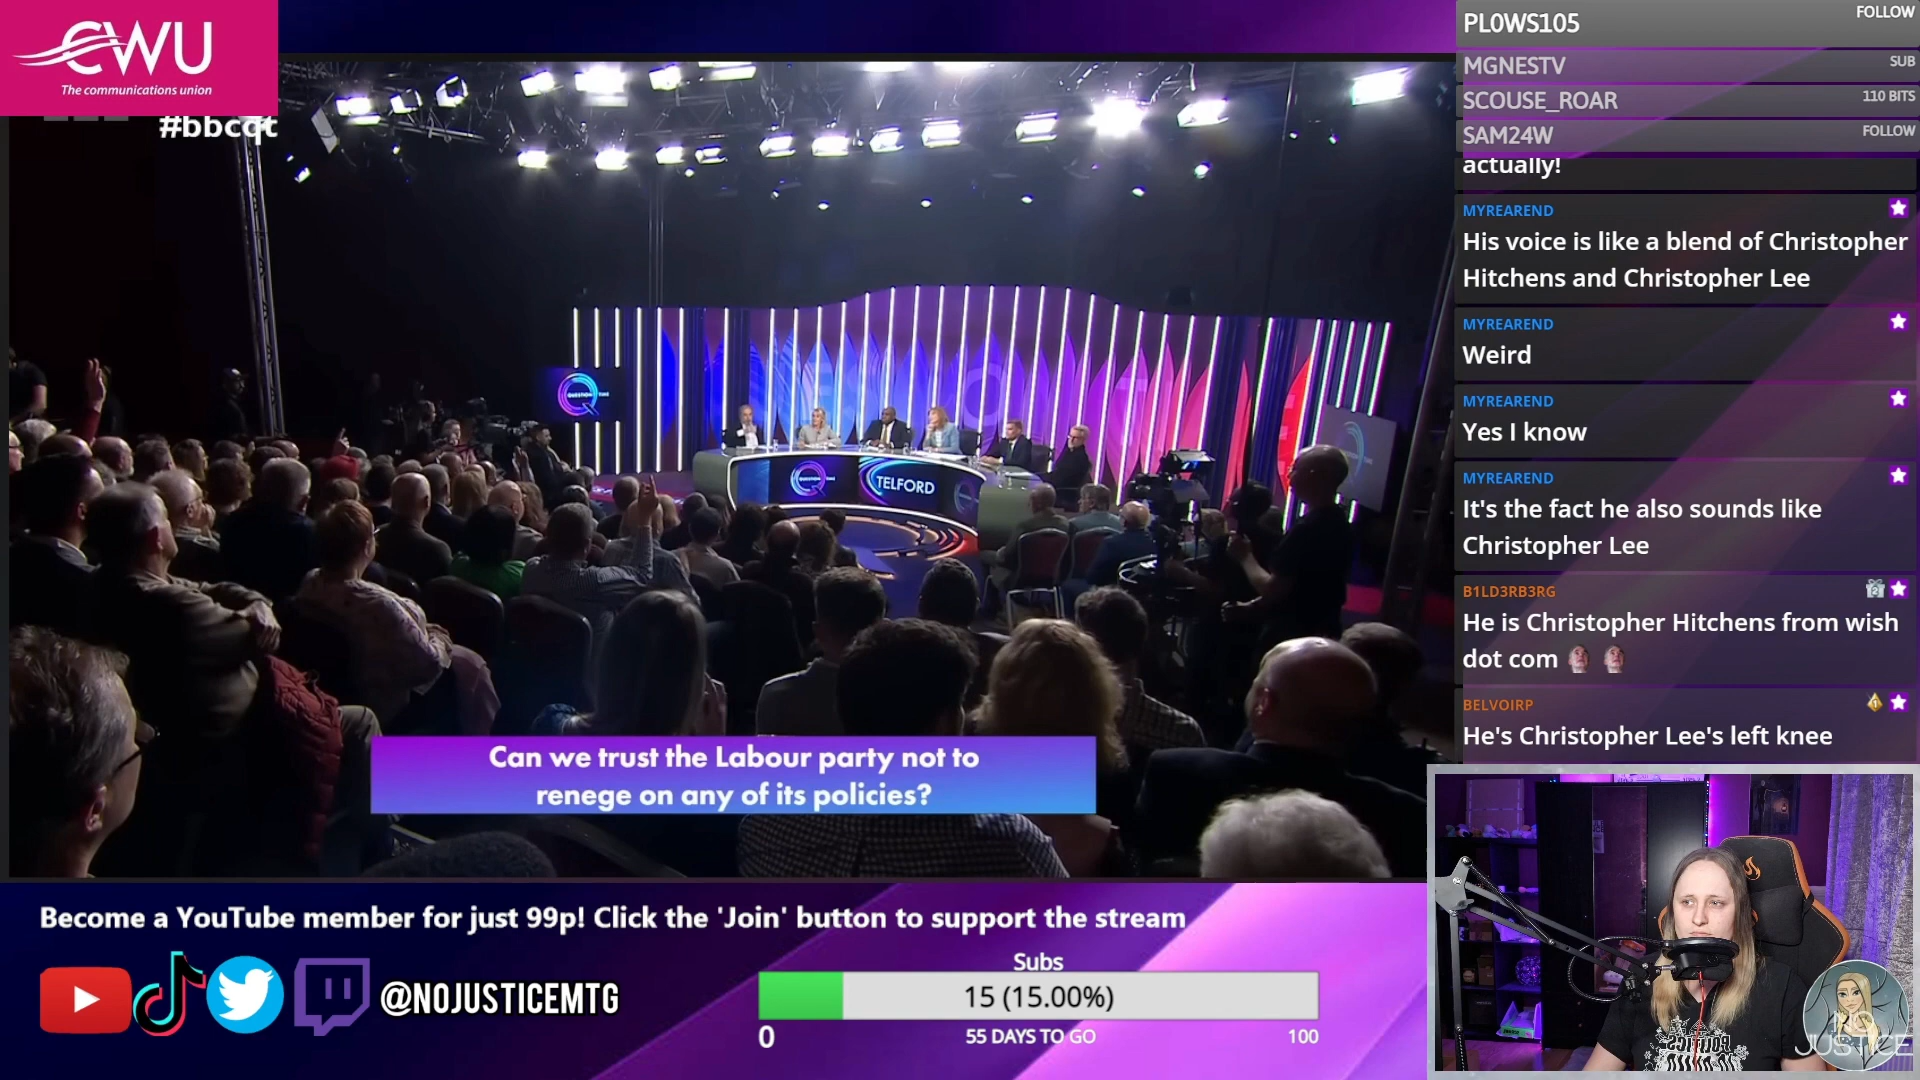 CWU
The communications union
#bbcqt
QUESTION TIME
TELFORD
Can we trust the Labour party not to
renege on any of its policies?
PL0WS105 FOLLOW
MGNESTV SUB
SCOUSE_ROAR 110 BITS
SAM24W FOLLOW
actually!
MYREAREND
His voice is like a blend of Christopher
Hitchens and Christopher Lee
MYREAREND
Weird
MYREAREND
Yes I know
MYREAREND
It's the fact he also sounds like
Christopher Lee
B1LD3RB3RG
He is Christopher Hitchens from wish
dot com
BELVOIRP
He's Christopher Lee's left knee
Become a YouTube member for just 99p! Click the 'Join' button to support the stream
@NOJUSTICEMTG
Subs
15 (15.00%)
0 55 DAYS TO GO 100
NO
JUSTICE